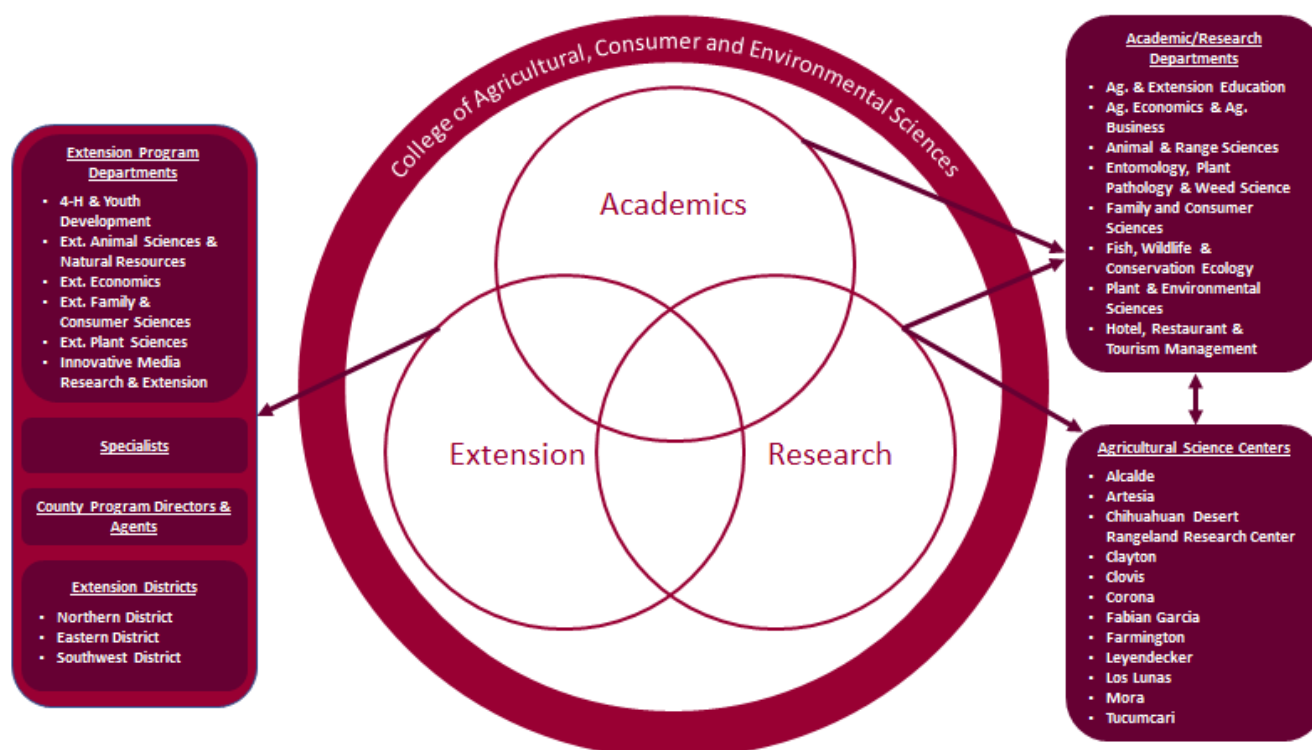 College of Agricultural, Consumer and Environmental Sciences
Academics
Extension
Research
Extension Program
Departments
• 4-H & Youth
Development
• Ext. Animal Sciences &
Natural Resources
• Ext. Economics
• Ext. Family &
Consumer Sciences
• Ext. Plant Sciences
• Innovative Media
Research & Extension
Specialists
County Program Directors &
Agents
Extension Districts
• Northern District
• Eastern District
• Southwest District
Academic/Research
Departments
• Ag. & Extension Education
• Ag. Economics & Ag.
Business
• Animal & Range Sciences
• Entomology, Plant
Pathology & Weed Science
• Family and Consumer
Sciences
• Fish, Wildlife &
Conservation Ecology
• Plant & Environmental
Sciences
• Hotel, Restaurant &
Tourism Management
Agricultural Science Centers
• Alcalde
• Artesia
• Chihuahuan Desert
Rangeland Research Center
• Clayton
• Clovis
• Corona
• Fabian Garcia
• Farmington
• Leyendecker
• Los Lunas
• Mora
• Tucumcari